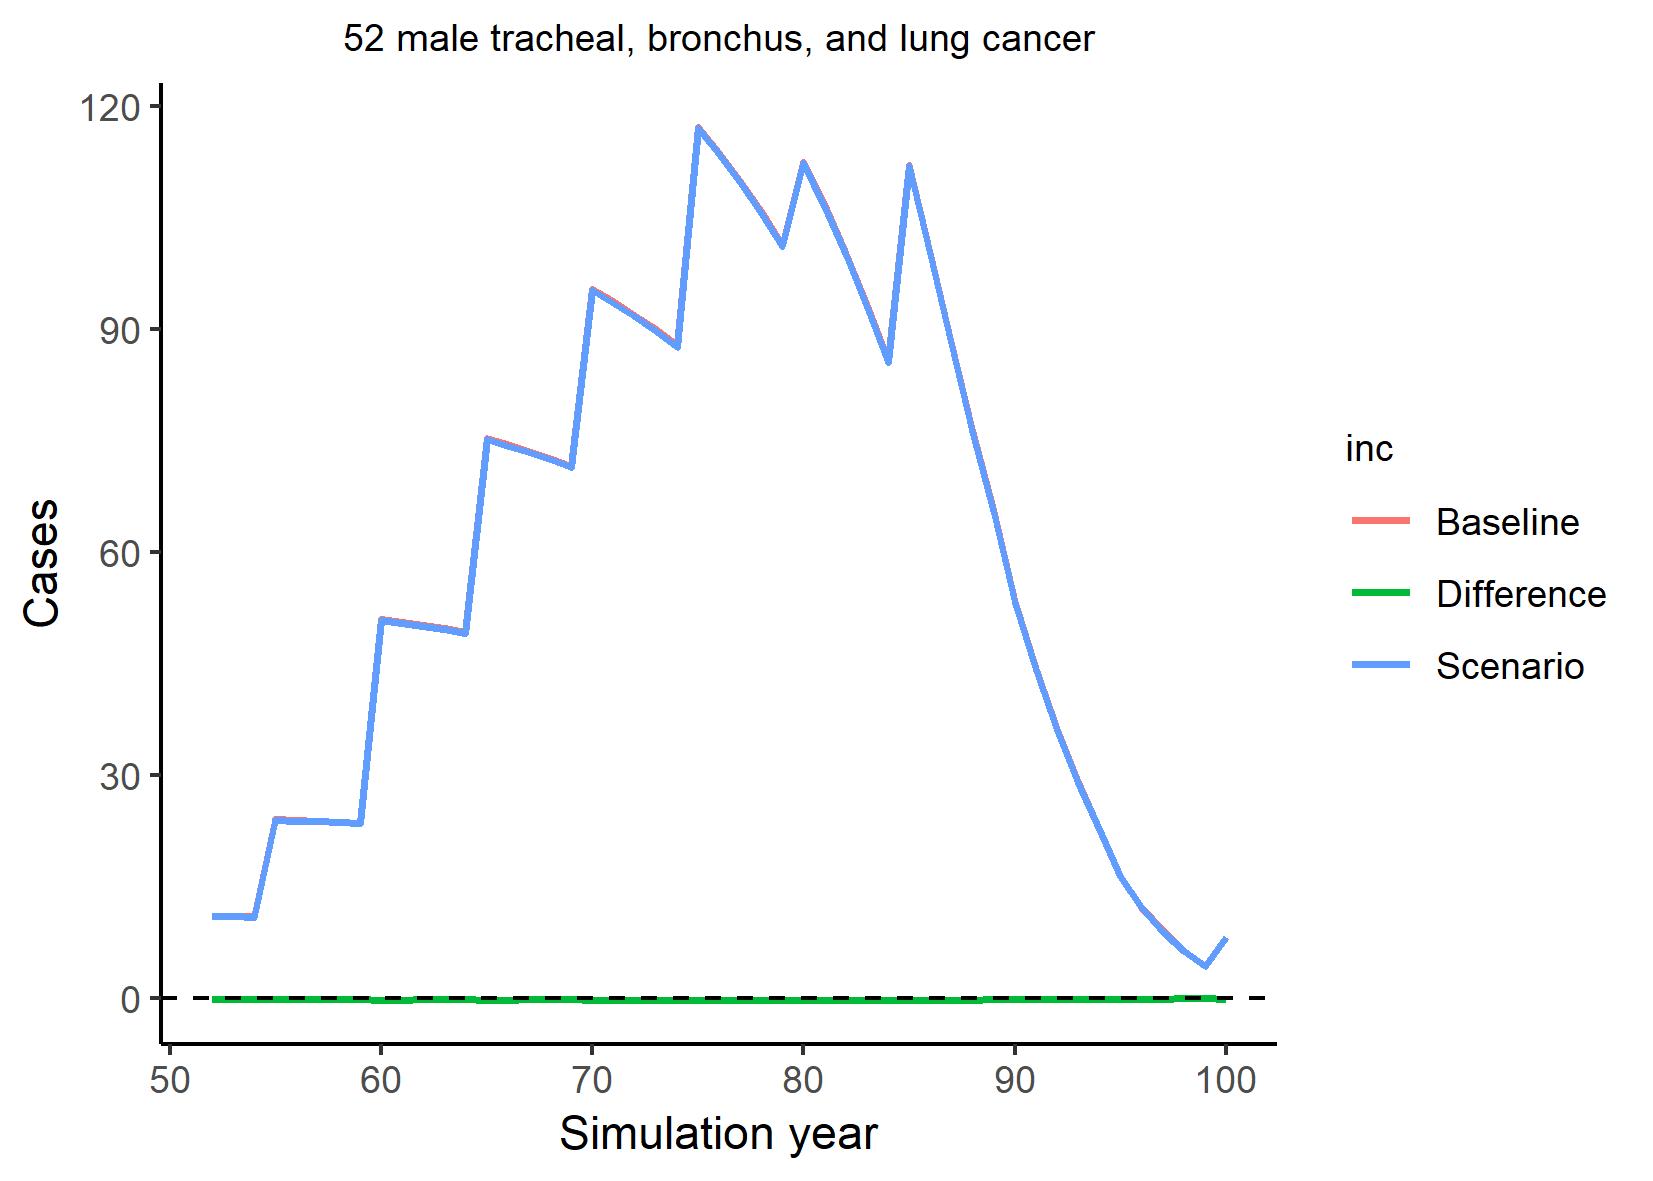 52 male tracheal, bronchus, and lung cancer
120
90
60
30
0
Cases
50 60 70 80 90 100
Simulation year
inc
Baseline
Difference
Scenario